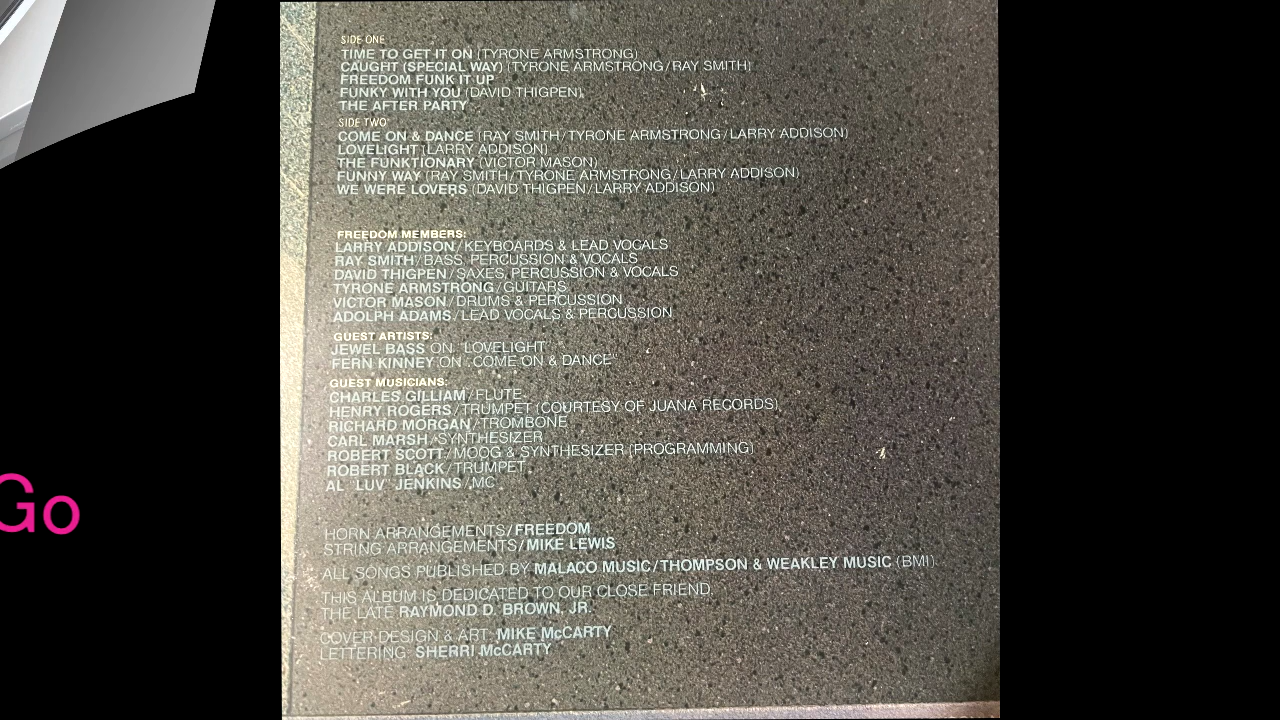 SIDE ONE
TIME TO GET IT ON (TYRONE ARMSTRONG)
CAUGHT (SPECIAL WAY) (TYRONE ARMSTRONG/RAY SMITH)
FREEDOM FUNK IT UP
FUNKY WITH YOU (DAVID THIGPEN)
THE AFTER PARTY
SIDE TWO
COME ON & DANCE (RAY SMITH/TYRONE ARMSTRONG/LARRY ADDISON)
LOVELIGHT (LARRY ADDISON)
THE FUNKTIONARY (VICTOR MASON)
FUNNY WAY (RAY SMITH/TYRONE ARMSTRONG/LARRY ADDISON)
WE WERE LOVERS (DAVID THIGPEN/LARRY ADDISON)
FREEDOM MEMBERS:
LARRY ADDISON/KEYBOARDS & LEAD VOCALS
RAY SMITH/BASS, PERCUSSION & VOCALS
DAVID THIGPEN/SAXES, PERCUSSION & VOCALS
TYRONE ARMSTRONG/GUITARS
VICTOR MASON/DRUMS & PERCUSSION
ADOLPH ADAMS/LEAD VOCALS & PERCUSSION
GUEST ARTISTS:
JEWEL BASS ON "LOVELIGHT"
FERN KINNEY ON "COME ON & DANCE"
GUEST MUSICIANS:
CHARLES GILLIAM/FLUTE
HENRY ROGERS/TRUMPET (COURTESY OF JUANA RECORDS)
RICHARD MORGAN/TROMBONE
CARL MARSH/SYNTHESIZER
ROBERT SCOTT/MOOG & SYNTHESIZER (PROGRAMMING)
ROBERT BLACK/TRUMPET
AL "LUV" JENKINS/MC
HORN ARRANGEMENTS/FREEDOM
STRING ARRANGEMENTS/MIKE LEWIS
ALL SONGS PUBLISHED BY MALACO MUSIC/THOMPSON & WEAKLEY MUSIC (BMI)
THIS ALBUM IS DEDICATED TO OUR CLOSE FRIEND,
THE LATE RAYMOND D. BROWN, JR.
COVER DESIGN & ART: MIKE McCARTY
LETTERING: SHERRI McCARTY
Go